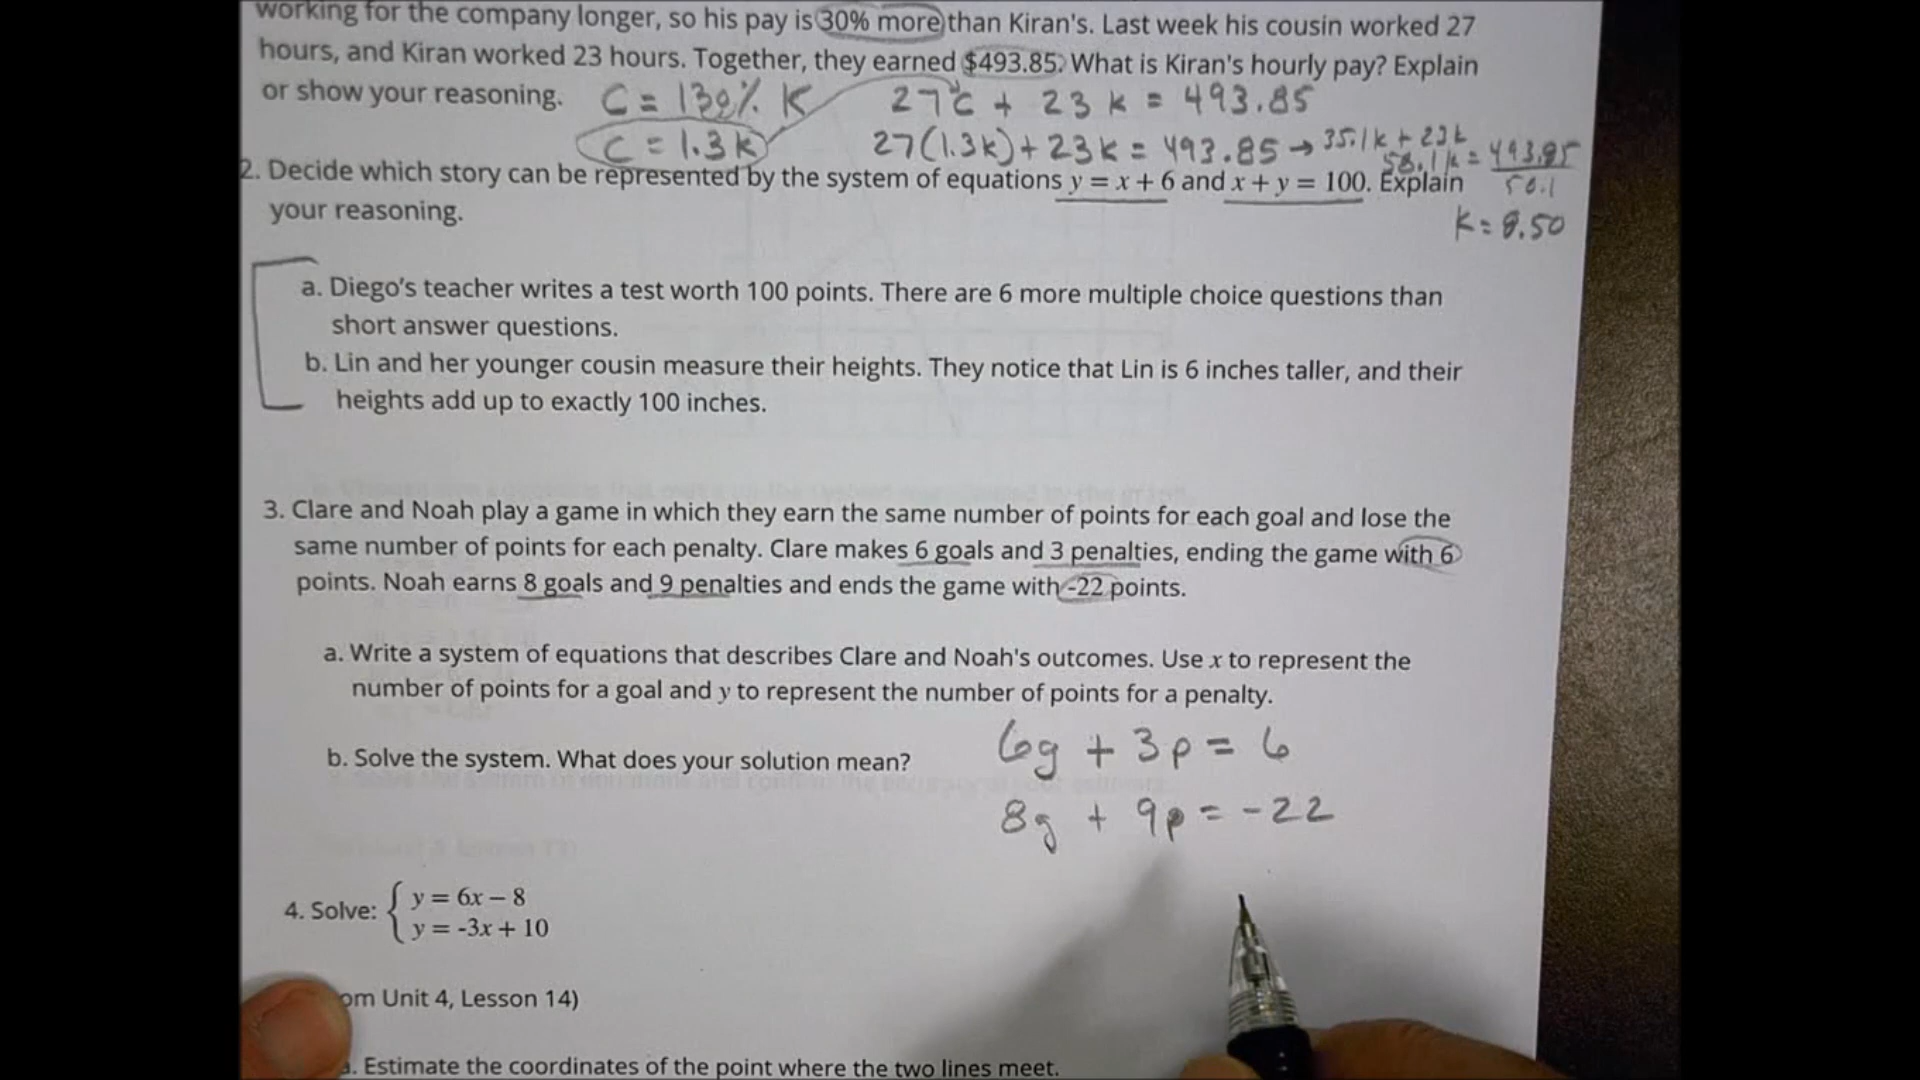 working for the company longer, so his pay is 30% more than Kiran's. Last week his cousin worked 27
hours, and Kiran worked 23 hours. Together, they earned $493.85. What is Kiran's hourly pay? Explain
or show your reasoning.
C = 130% K
27c + 23k = 493.85
C = 1.3k
27(1.3k) + 23k = 493.85 → 35.1k + 23k
58.1k = 493.85
58.1
k = 8.50
2. Decide which story can be represented by the system of equations y = x + 6 and x + y = 100. Explain
your reasoning.
a. Diego's teacher writes a test worth 100 points. There are 6 more multiple choice questions than
short answer questions.
b. Lin and her younger cousin measure their heights. They notice that Lin is 6 inches taller, and their
heights add up to exactly 100 inches.
3. Clare and Noah play a game in which they earn the same number of points for each goal and lose the
same number of points for each penalty. Clare makes 6 goals and 3 penalties, ending the game with 6
points. Noah earns 8 goals and 9 penalties and ends the game with -22 points.
a. Write a system of equations that describes Clare and Noah's outcomes. Use x to represent the
number of points for a goal and y to represent the number of points for a penalty.
6g + 3p = 6
b. Solve the system. What does your solution mean?
8g + 9p = -22
4. Solve: { y = 6x − 8
y = -3x + 10
om Unit 4, Lesson 14)
. Estimate the coordinates of the point where the two lines meet.